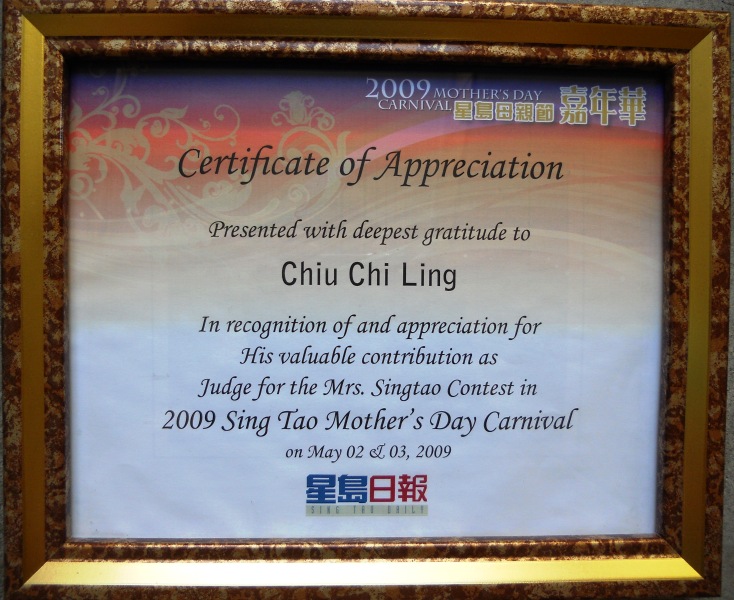 2009 MOTHER'S DAY
CARNIVAL 星島母親節 嘉年華
Certificate of Appreciation
Presented with deepest gratitude to
Chiu Chi Ling
In recognition of and appreciation for
His valuable contribution as
Judge for the Mrs. Singtao Contest in
2009 Sing Tao Mother's Day Carnival
on May 02 & 03, 2009
星島日報
SING TAO DAILY